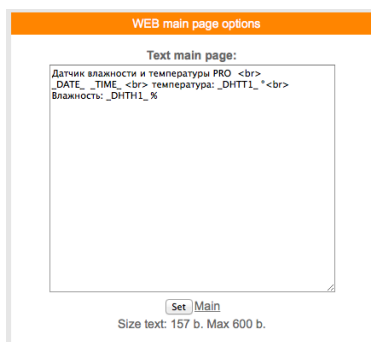 WEB main page options
Text main page:
Датчик влажности и температуры PRO <br>
_DATE_ _TIME_ <br> температура: _DHTT1_ °<br>
Влажность: _DHTH1_ %
Set Main
Size text: 157 b. Max 600 b.